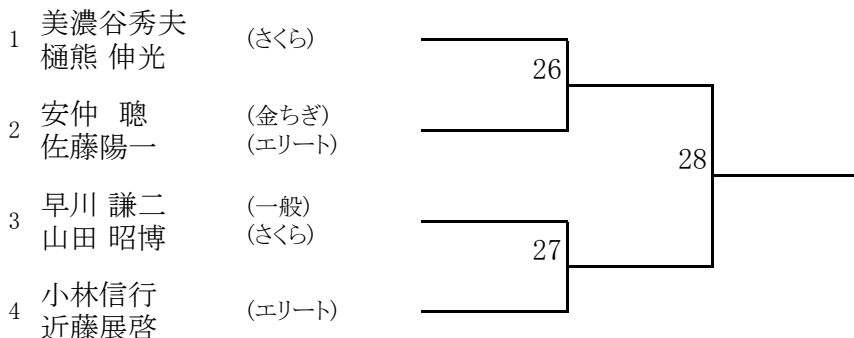 1 美濃谷秀夫 (さくら)
樋熊 伸光
26
2 安仲 聰 (金ちぎ)
佐藤陽一 (エリート)
28
3 早川 謙二 (一般)
山田 昭博 (さくら)
27
4 小林信行 (エリート)
近藤展啓